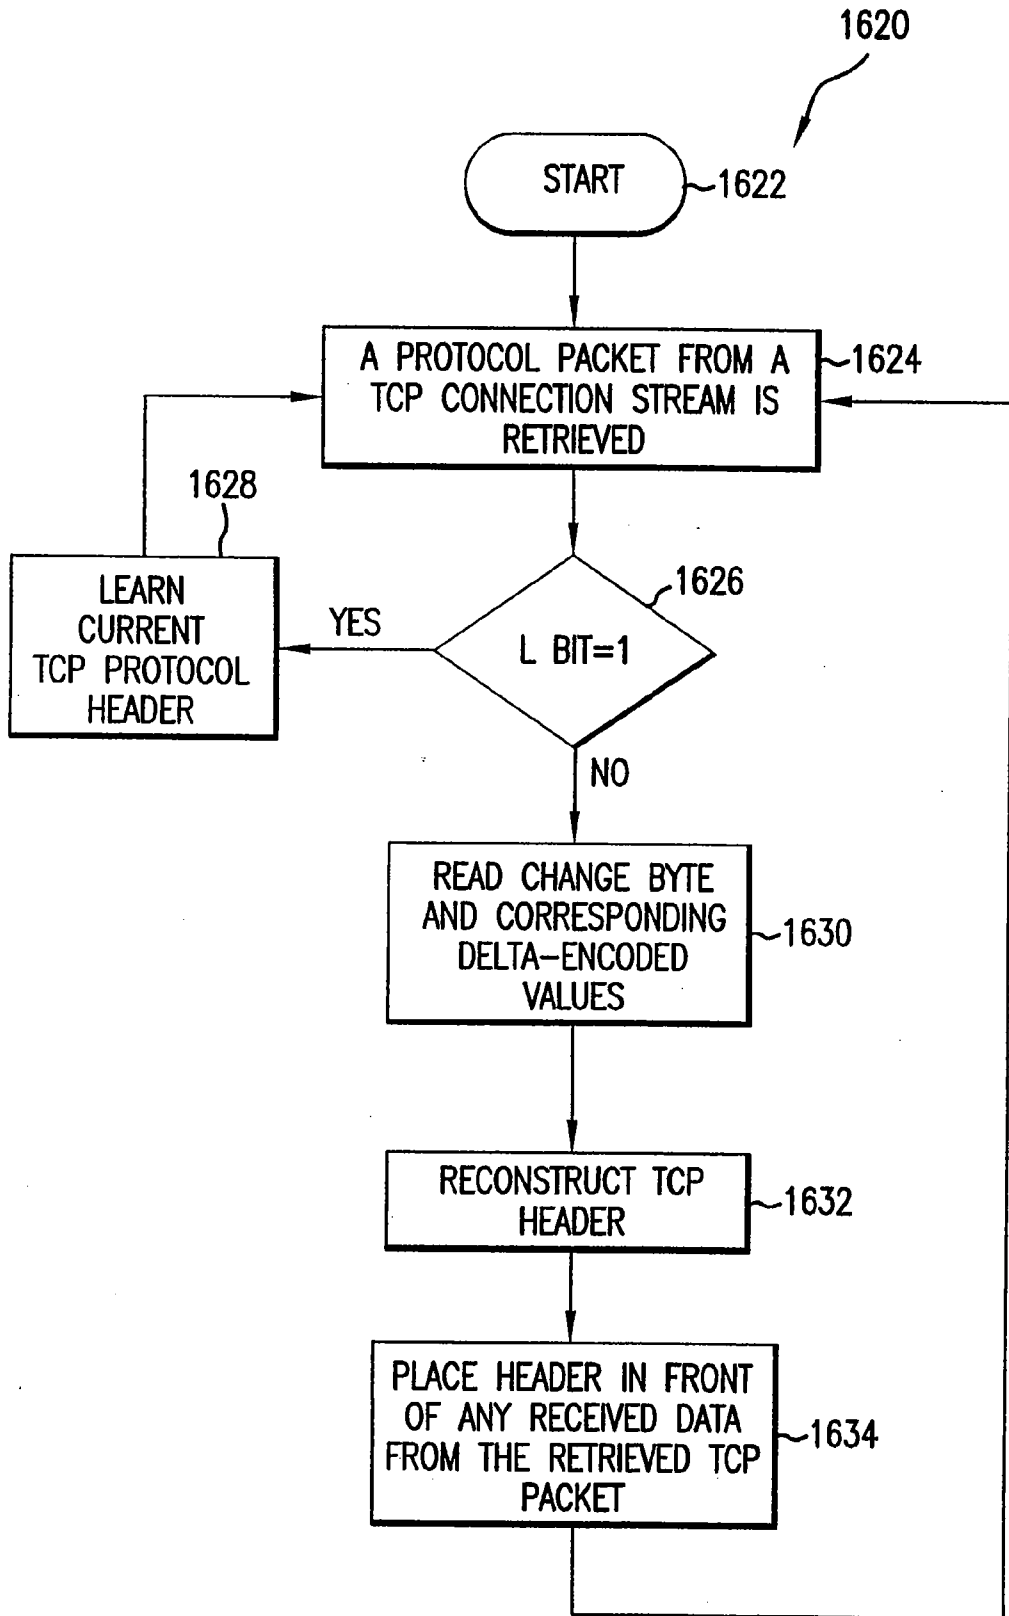 1620
START
1622
A PROTOCOL PACKET FROM A
TCP CONNECTION STREAM IS
RETRIEVED
1624
1628
LEARN
CURRENT
TCP PROTOCOL
HEADER
YES
1626
L BIT=1
NO
READ CHANGE BYTE
AND CORRESPONDING
DELTA-ENCODED
VALUES
1630
RECONSTRUCT TCP
HEADER
1632
PLACE HEADER IN FRONT
OF ANY RECEIVED DATA
FROM THE RETRIEVED TCP
PACKET
1634